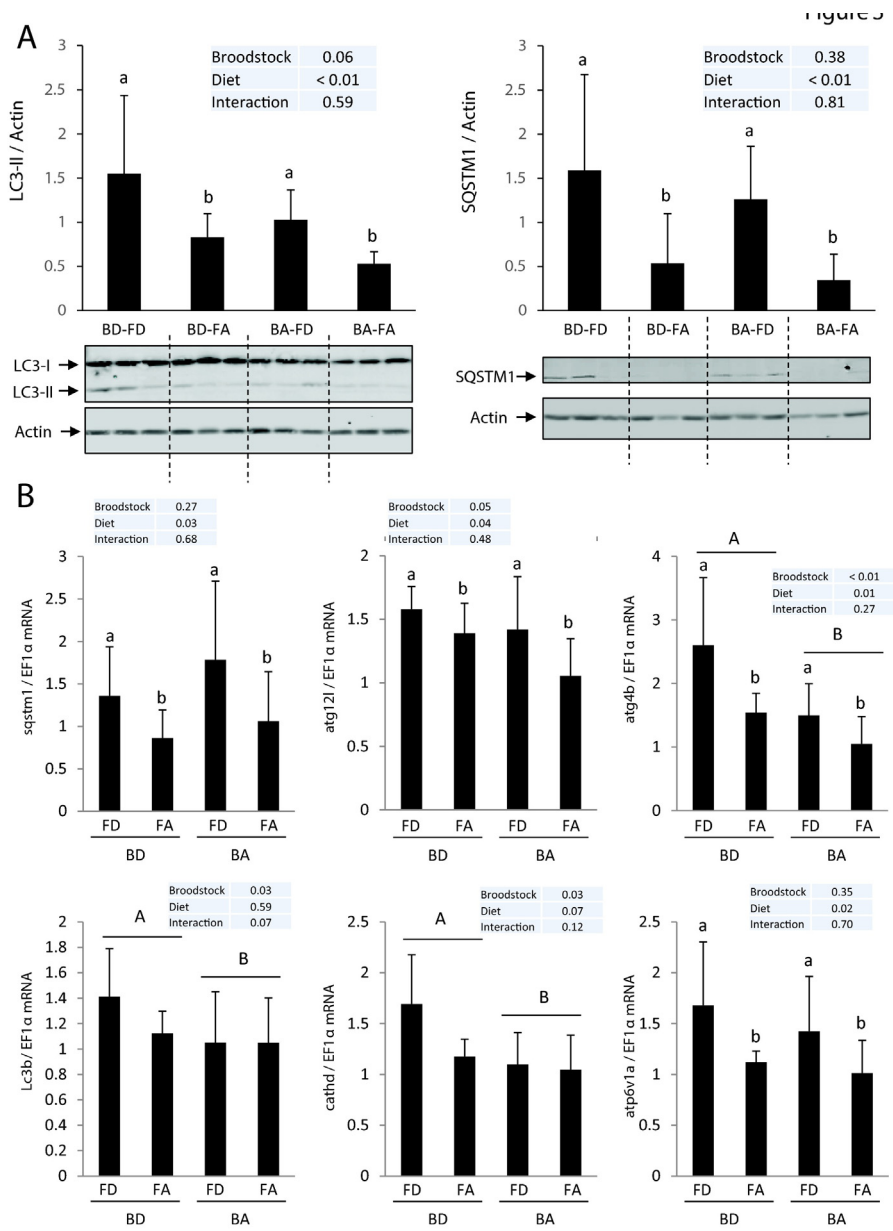 Figure 5
A
LC3-II / Actin
3
2.5
2
1.5
1
0.5
0
Broodstock 0.06
Diet < 0.01
Interaction 0.59
a
b
a
b
BD-FD BD-FA BA-FD BA-FA
LC3-I
LC3-II
Actin
SQSTM1 / Actin
3
2.5
2
1.5
1
0.5
0
Broodstock 0.38
Diet < 0.01
Interaction 0.81
a
b
a
b
BD-FD BD-FA BA-FD BA-FA
SQSTM1
Actin
B
Broodstock 0.27
Diet 0.03
Interaction 0.68
sqstm1 / EF1α mRNA
3
2.5
2
1.5
1
0.5
0
a
b
a
b
FD FA FD FA
BD BA
Broodstock 0.05
Diet 0.04
Interaction 0.48
atg12l / EF1α mRNA
2
1.5
1
0.5
0
a
b
a
b
FD FA FD FA
BD BA
Broodstock < 0.01
Diet 0.01
Interaction 0.27
atg4b / EF1α mRNA
4
3
2
1
0
A
B
a
b
a
b
FD FA FD FA
BD BA
Broodstock 0.03
Diet 0.59
Interaction 0.07
Lc3b/ EF1α mRNA
2
1.8
1.6
1.4
1.2
1
0.8
0.6
0.4
0.2
0
A
B
FD FA FD FA
BD BA
Broodstock 0.03
Diet 0.07
Interaction 0.12
cathd / EF1α mRNA
2.5
2
1.5
1
0.5
0
A
B
FD FA FD FA
BD BA
Broodstock 0.35
Diet 0.02
Interaction 0.70
atp6v1a / EF1α mRNA
2.5
2
1.5
1
0.5
0
a
b
a
b
FD FA FD FA
BD BA